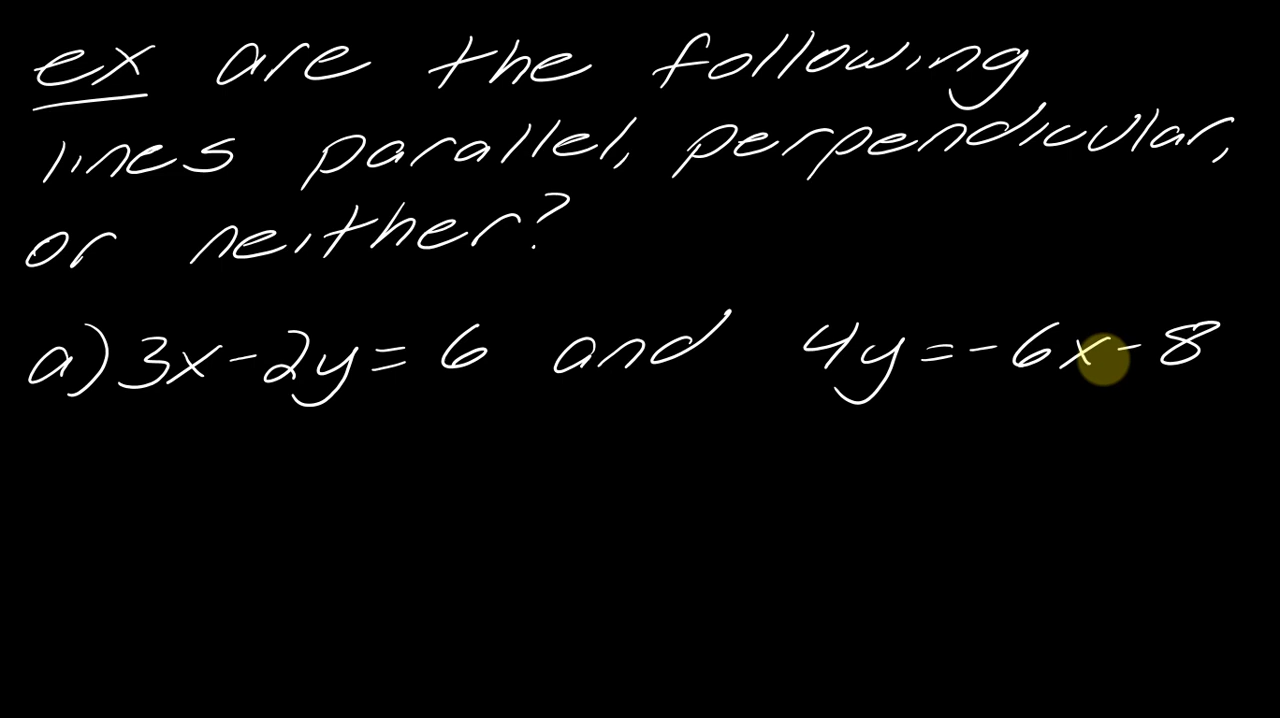 ex are the following
lines parallel, perpendicular,
or neither?
a) 3x-2y=6 and 4y=-6x-8